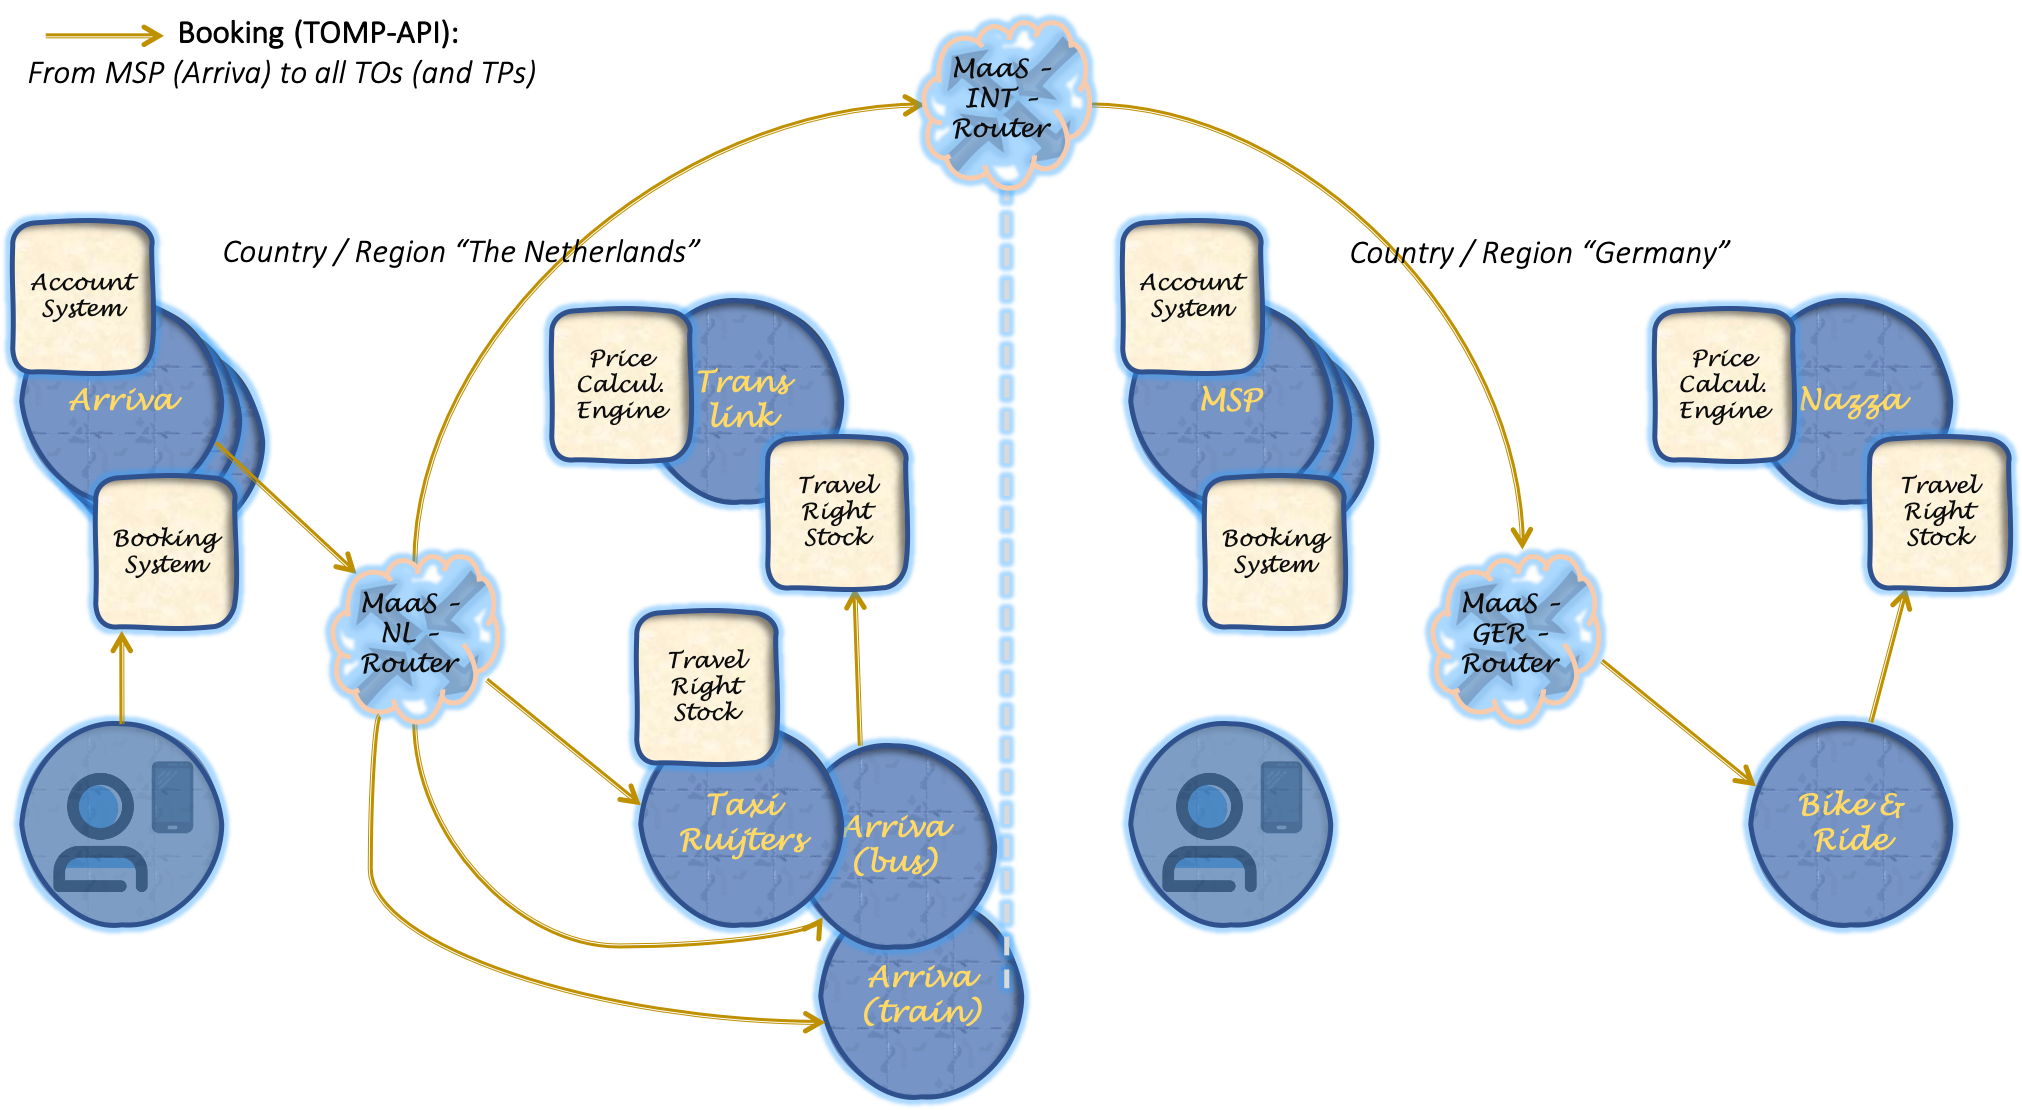 Booking (TOMP-API):
From MSP (Arriva) to all TOs (and TPs)
MaaS –
INT –
Router
Country / Region “The Netherlands”
Country / Region “Germany”
Account
System
Arriva
Booking
System
Price
Calcul.
Engine
Trans
link
Travel
Right
Stock
MaaS –
NL –
Router
Travel
Right
Stock
Taxi
Ruijters
Arriva
(bus)
Arriva
(train)
Account
System
MSP
Booking
System
Price
Calcul.
Engine
Nazza
Travel
Right
Stock
MaaS –
GER –
Router
Bike &
Ride